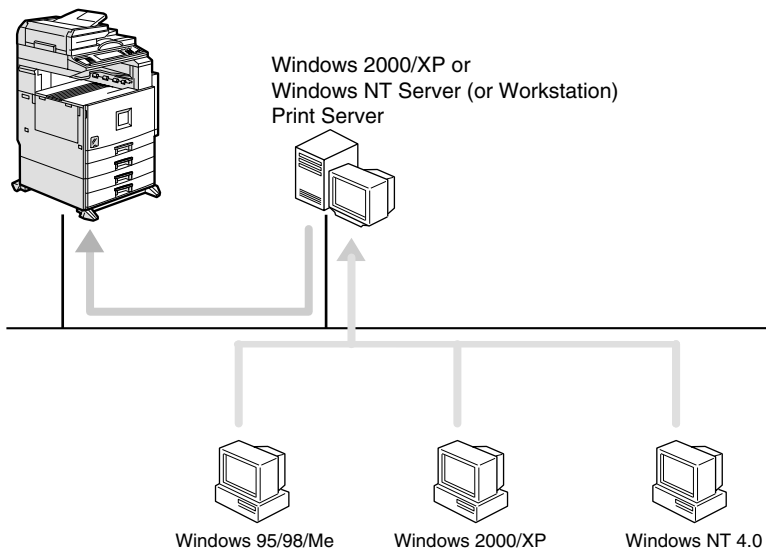 Windows 2000/XP or
Windows NT Server (or Workstation)
Print Server
Windows 95/98/Me
Windows 2000/XP
Windows NT 4.0